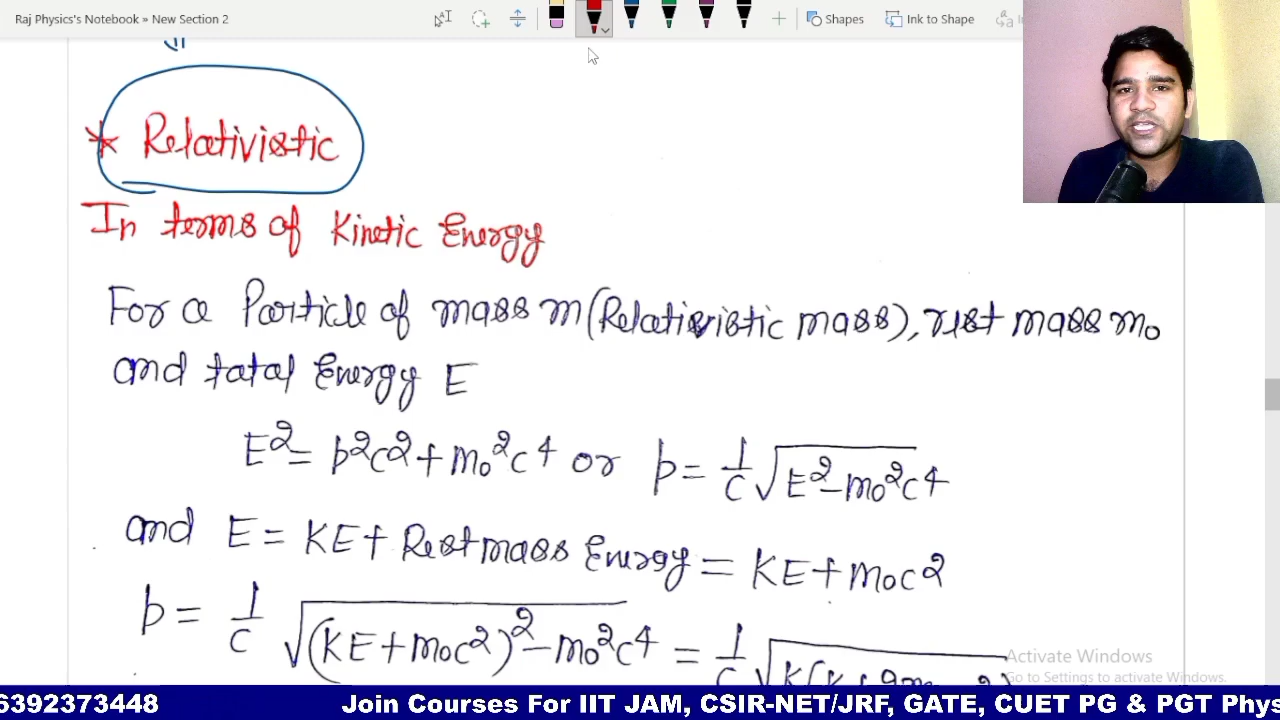 Raj Physics's Notebook » New Section 2
Shapes
Ink to Shape
* Relativistic
In terms of Kinetic Energy
For a Particle of mass m (Relativistic mass), rest mass m₀
and total Energy E
E² = p²c² + m₀²c⁴ or p = 1/c √(E² - m₀²c⁴)
and E = KE + Rest mass Energy = KE + m₀c²
p = 1/c √((KE + m₀c²)² - m₀²c⁴) = 1/c √
Activate Windows
Go to Settings to activate Windows.
6392373448 Join Courses For IIT JAM, CSIR-NET/JRF, GATE, CUET PG & PGT Phys